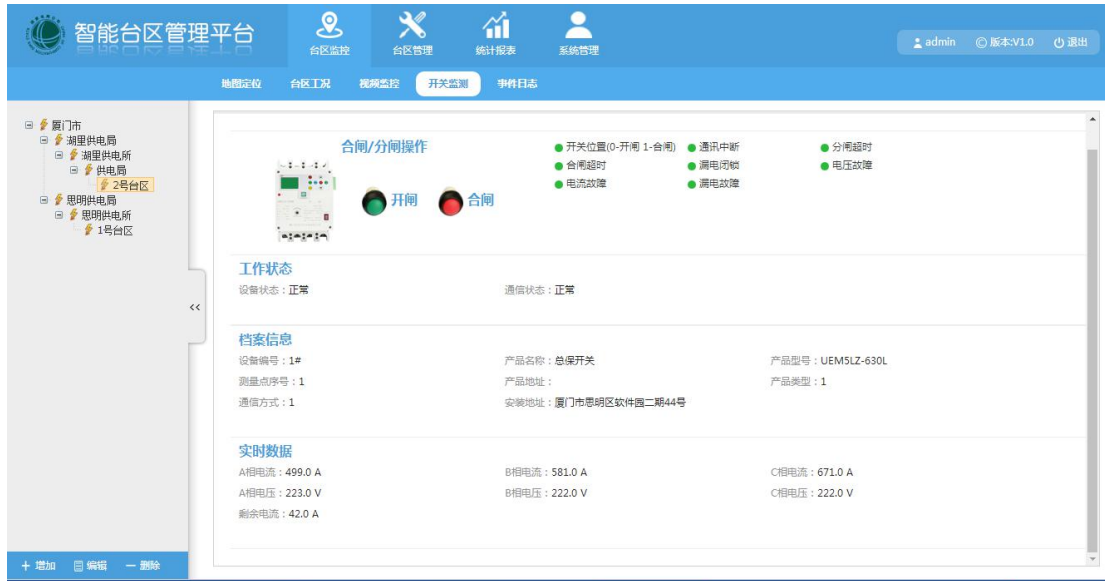 智能台区管理平台
台区监控 台区管理 统计报表 系统管理
admin ©版本:V1.0 退出
地图定位 台区工况 视频监控 开关监测 事件日志
厦门市
湖里供电局
湖里供电所
供电局
2号台区
思明供电局
思明供电所
1号台区
+ 增加 编辑 — 删除
<<
合闸/分闸操作
开闸 合闸
开关位置(0-开闸 1-合闸) 通讯中断 分闸超时
合闸超时 漏电闭锁 电压故障
电流故障 漏电故障
工作状态
设备状态：正常 通信状态：正常
档案信息
设备编号：1# 产品名称：总保开关 产品型号：UEM5LZ-630L
测量点序号：1 产品地址： 产品类型：1
通信方式：1 安装地址：厦门市思明区软件园二期44号
实时数据
A相电流：499.0 A B相电流：581.0 A C相电流：671.0 A
A相电压：223.0 V B相电压：222.0 V C相电压：222.0 V
剩余电流：42.0 A